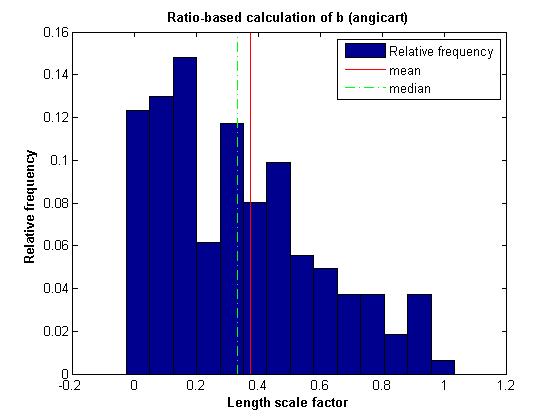 Ratio-based calculation of b (angicart)
0.16
0.14
0.12
0.1
0.08
0.06
0.04
0.02
0
Relative frequency
Relative frequency
mean
median
-0.2
0
0.2
0.4
0.6
0.8
1
1.2
Length scale factor